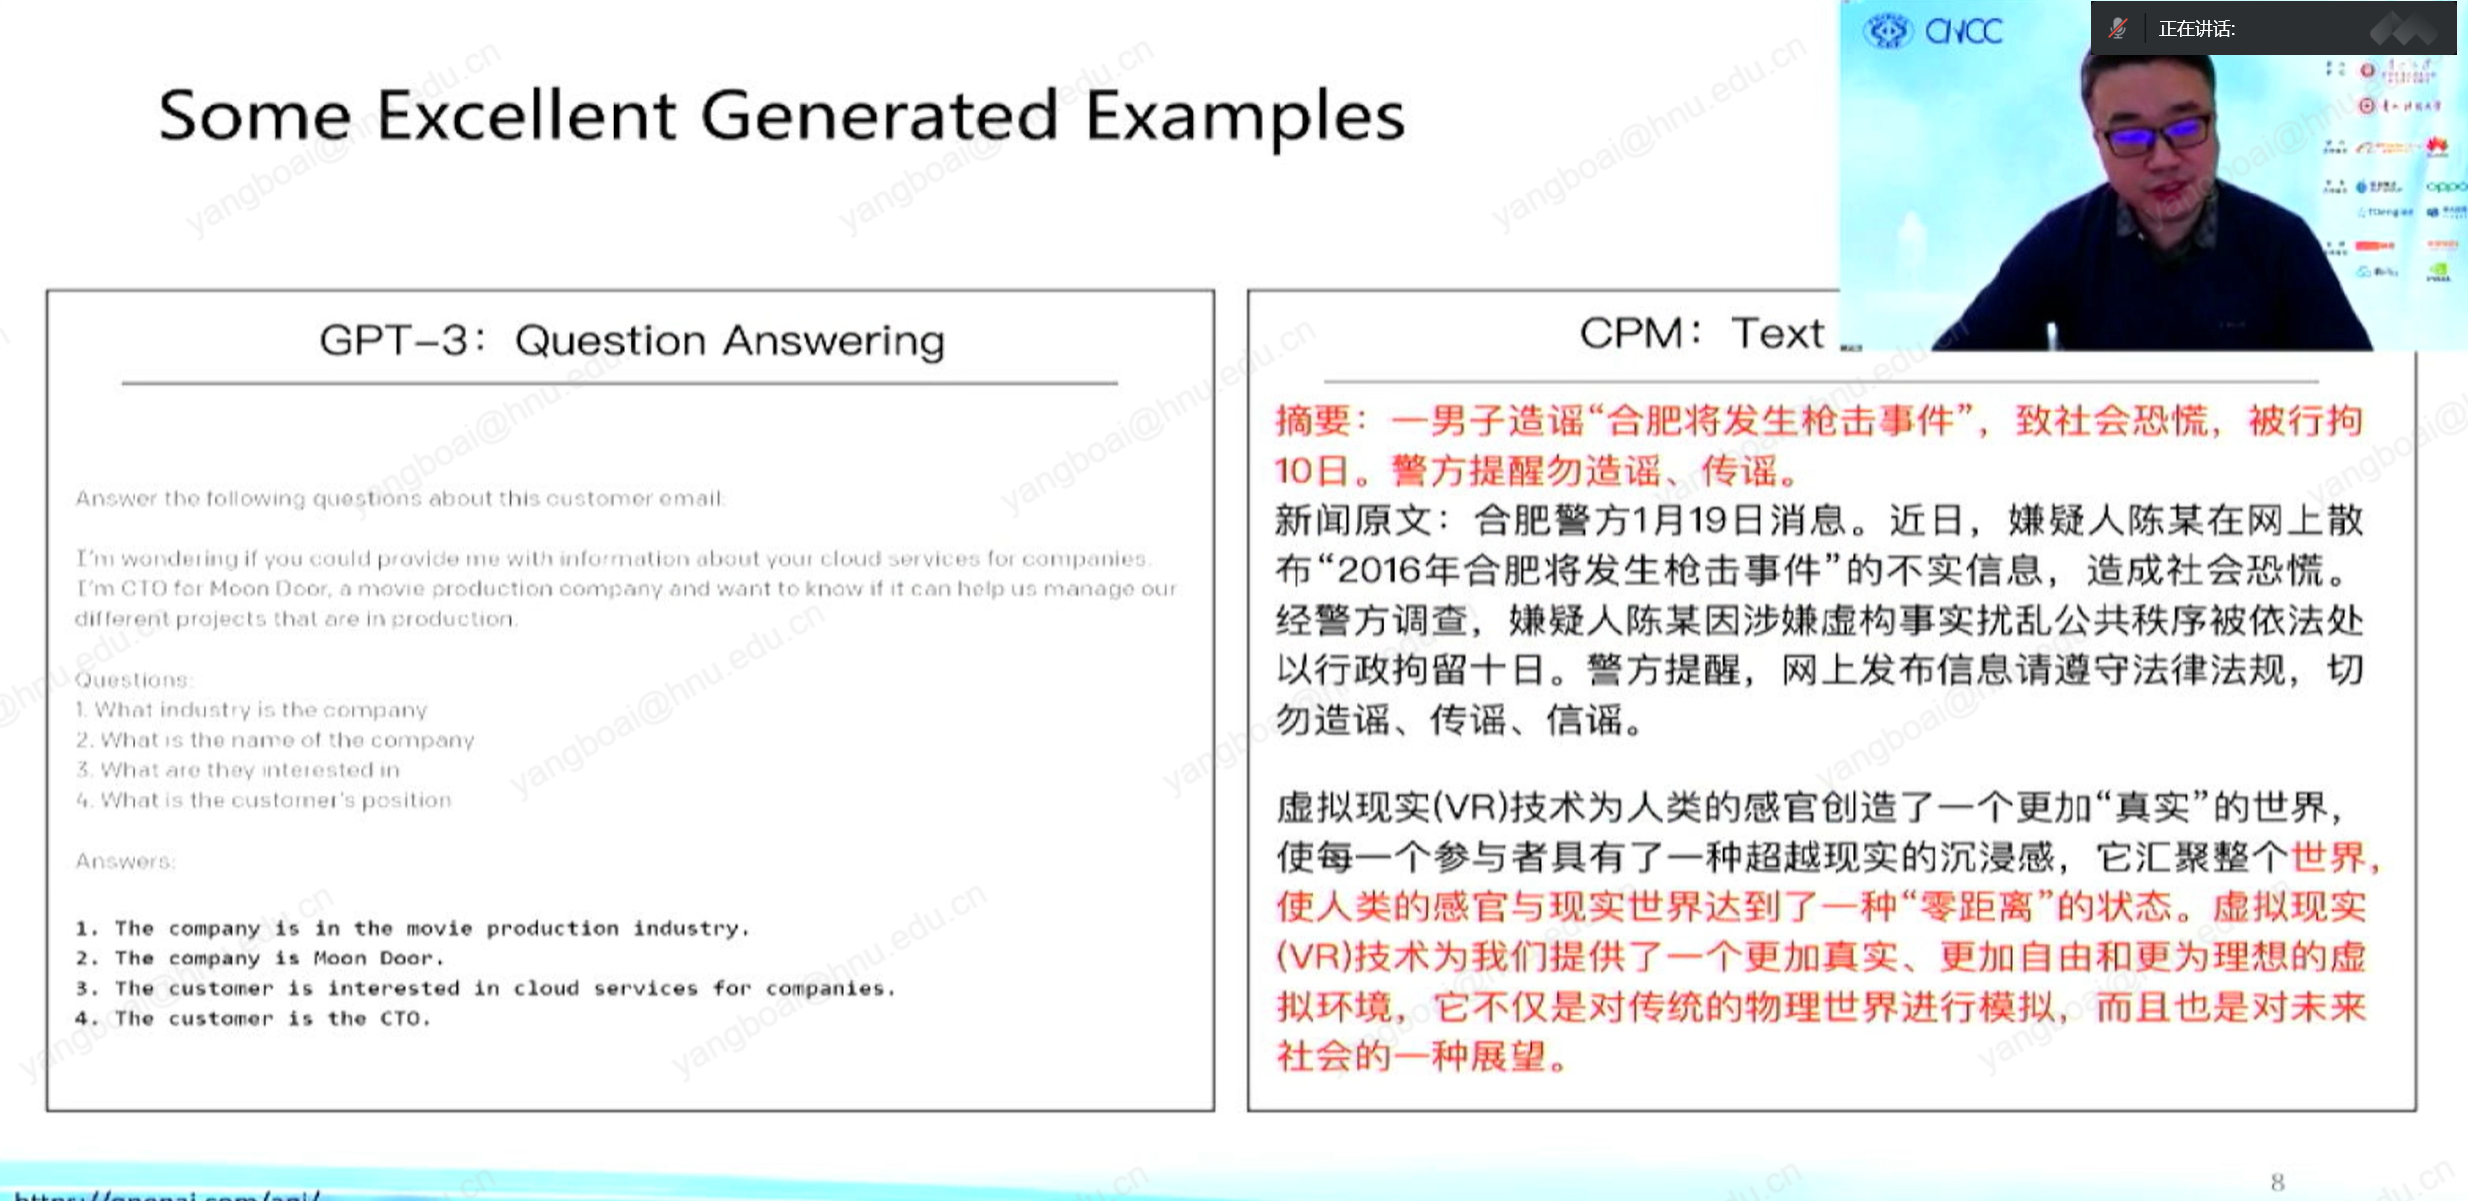 CNCC
正在讲话:
Some Excellent Generated Examples
oppo
GPT-3：Question Answering
Answer the following questions about this customer email:
I'm wondering if you could provide me with information about your cloud services for companies.
I'm CTO for Moon Door, a movie production company and want to know if it can help us manage our
different projects that are in production.
Questions:
1. What industry is the company
2. What is the name of the company
3. What are they interested in
4. What is the customer's position
Answers:
1. The company is in the movie production industry.
2. The company is Moon Door.
3. The customer is interested in cloud services for companies.
4. The customer is the CTO.
CPM：Text
摘要：一男子造谣“合肥将发生枪击事件”，致社会恐慌，被行拘
10日。警方提醒勿造谣、传谣。
新闻原文：合肥警方1月19日消息。近日，嫌疑人陈某在网上散
布“2016年合肥将发生枪击事件”的不实信息，造成社会恐慌。
经警方调查，嫌疑人陈某因涉嫌虚构事实扰乱公共秩序被依法处
以行政拘留十日。警方提醒，网上发布信息请遵守法律法规，切
勿造谣、传谣、信谣。
虚拟现实(VR)技术为人类的感官创造了一个更加“真实”的世界，
使每一个参与者具有了一种超越现实的沉浸感，它汇聚整个世界，
使人类的感官与现实世界达到了一种“零距离”的状态。虚拟现实
(VR)技术为我们提供了一个更加真实、更加自由和更为理想的虚
拟环境，它不仅是对传统的物理世界进行模拟，而且也是对未来
社会的一种展望。
https://openai.com/api/
8
yangboai@hnu.edu.cn